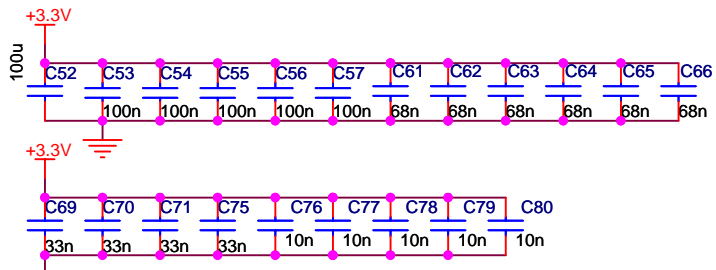 +3.3V
100u
C52 C53 C54 C55 C56 C57 C61 C62 C63 C64 C65 C66
100n 100n 100n 100n 100n 68n 68n 68n 68n 68n 68n
+3.3V
C69 C70 C71 C75 C76 C77 C78 C79 C80
33n 33n 33n 33n 10n 10n 10n 10n 10n